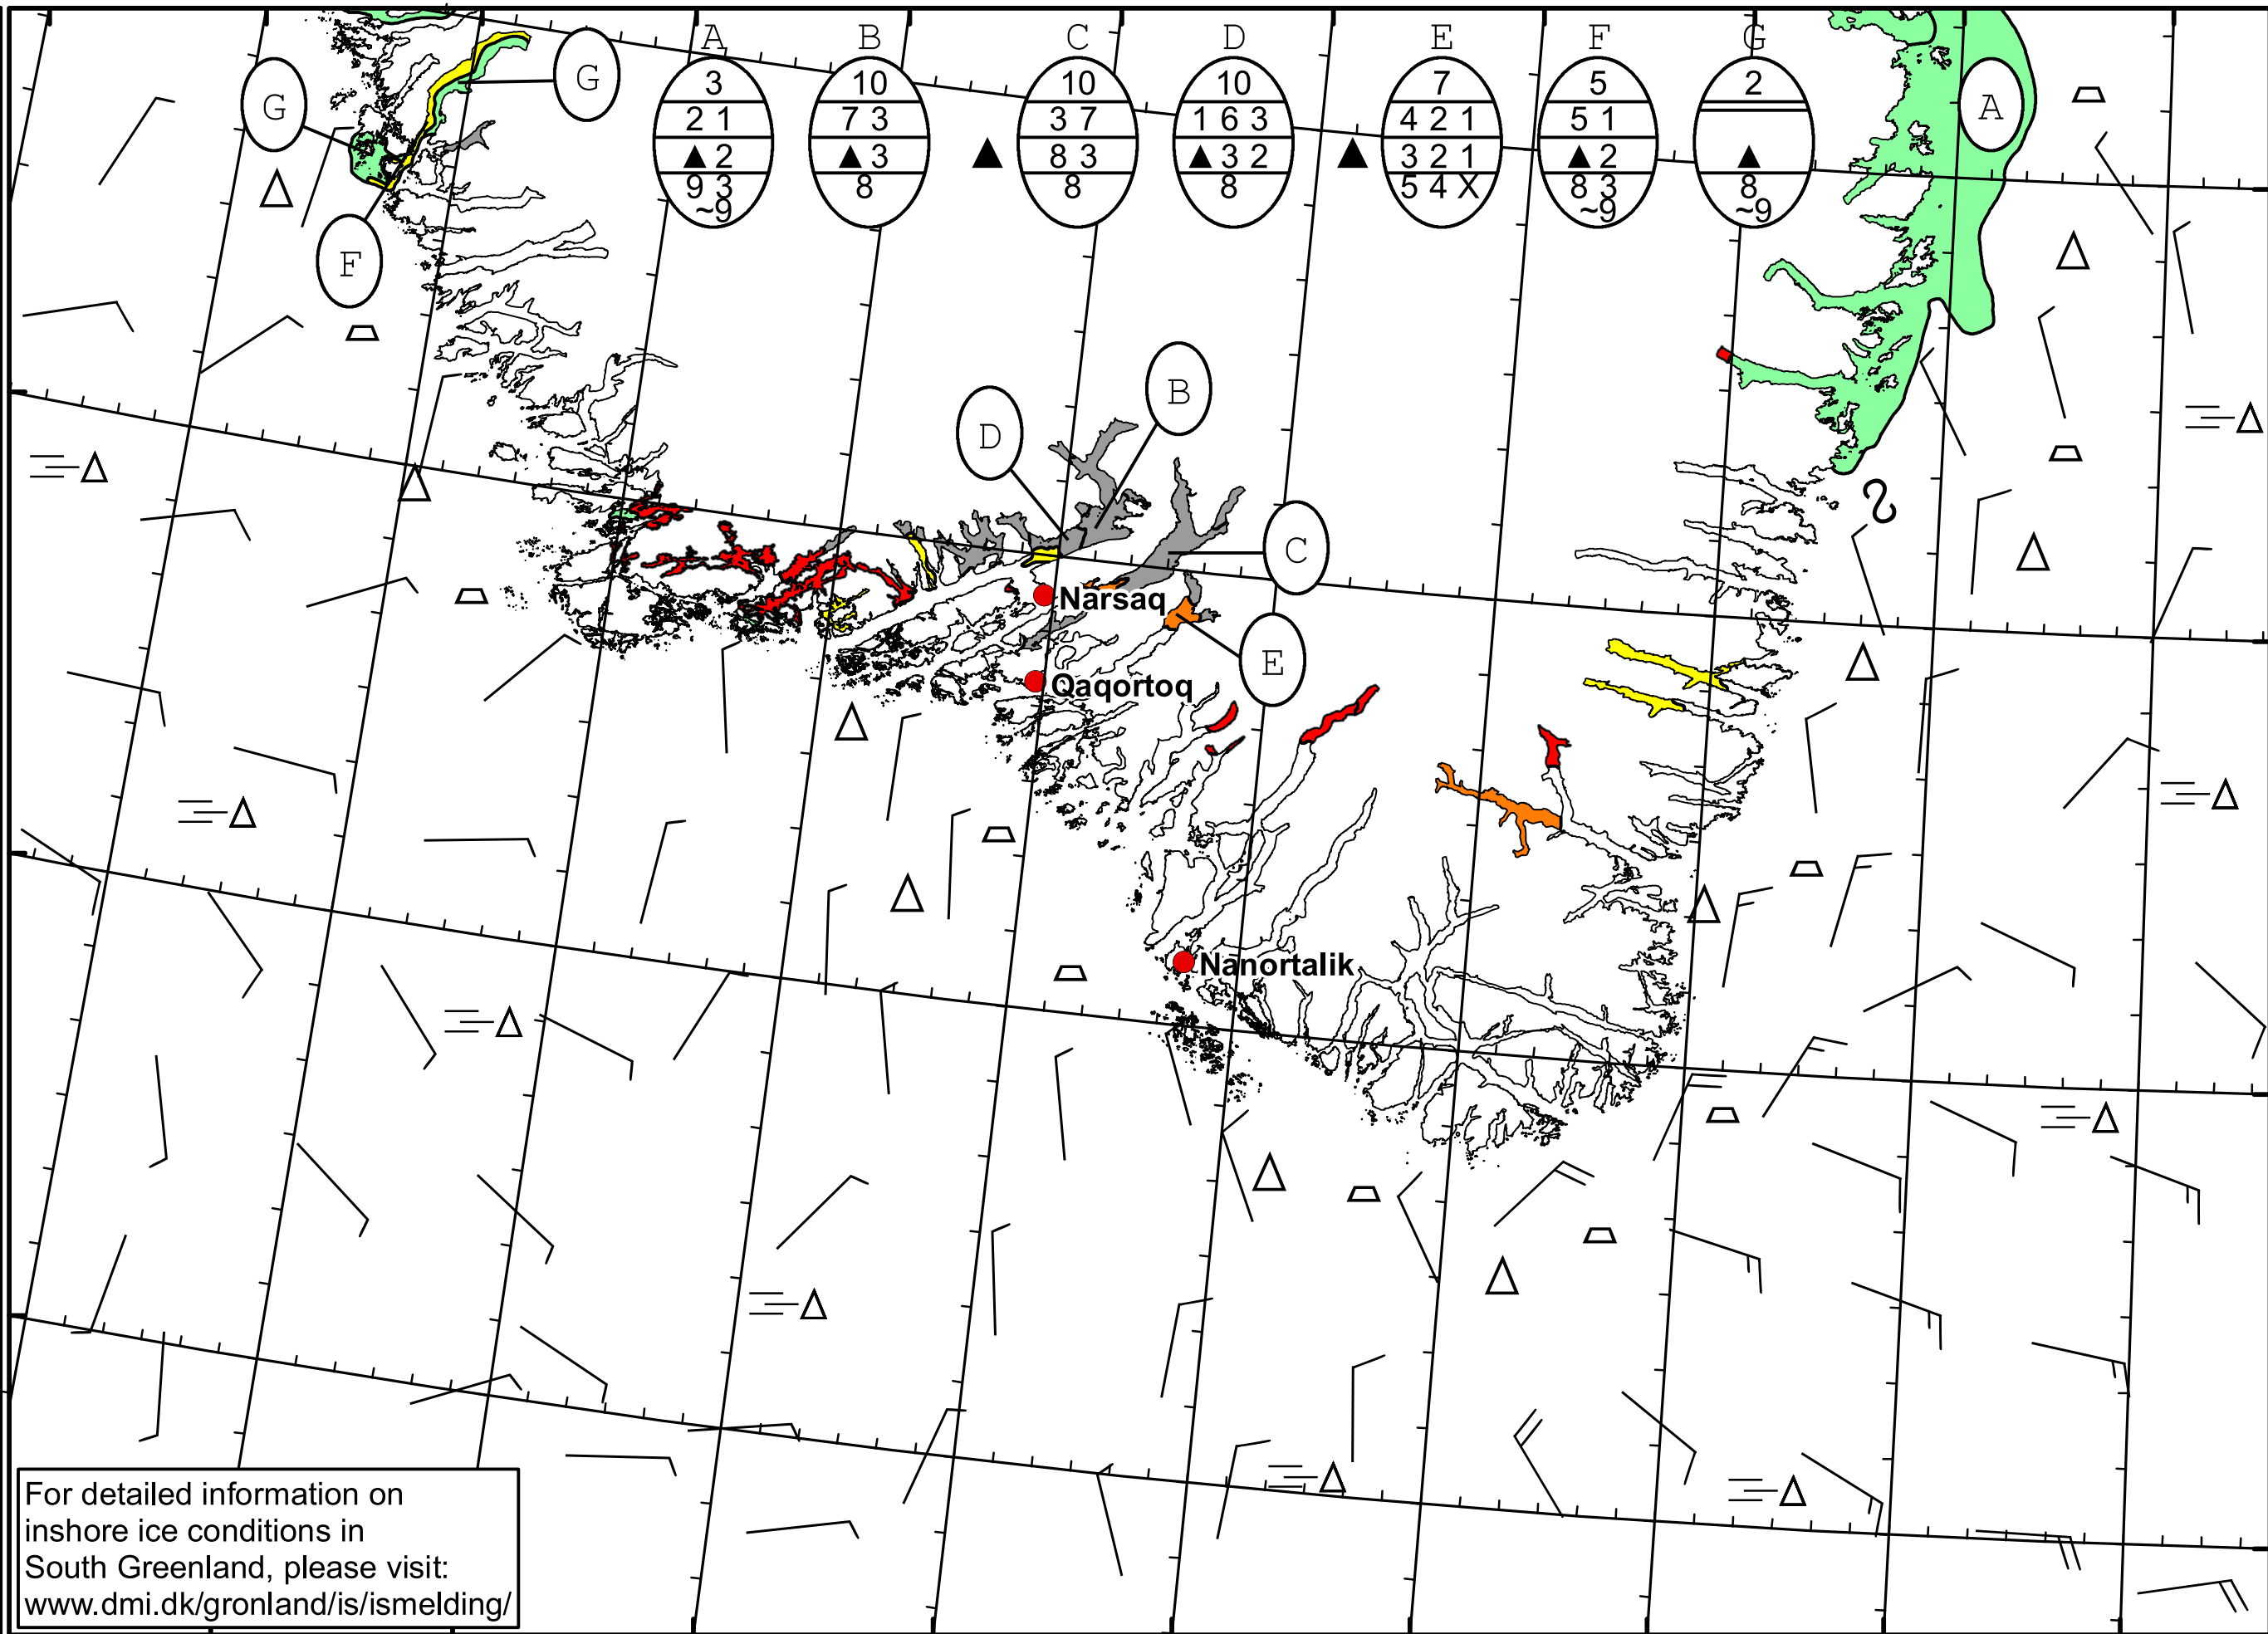 A B C D E F G
3 10 10 10 7 5 2
2 1 7 3 3 7 1 6 3 4 2 1 5 1
▲ 2 ▲ 3 ▲ 8 3 ▲ 3 2 ▲ 3 2 1 ▲ 2 ▲
9 3 8 8 8 5 4 X 8 3 8
~9 ~9 ~9
G
G
A
F
B
D
C
E
Narsaq
Qaqortoq
Nanortalik
For detailed information on
inshore ice conditions in
South Greenland, please visit:
www.dmi.dk/gronland/is/ismelding/